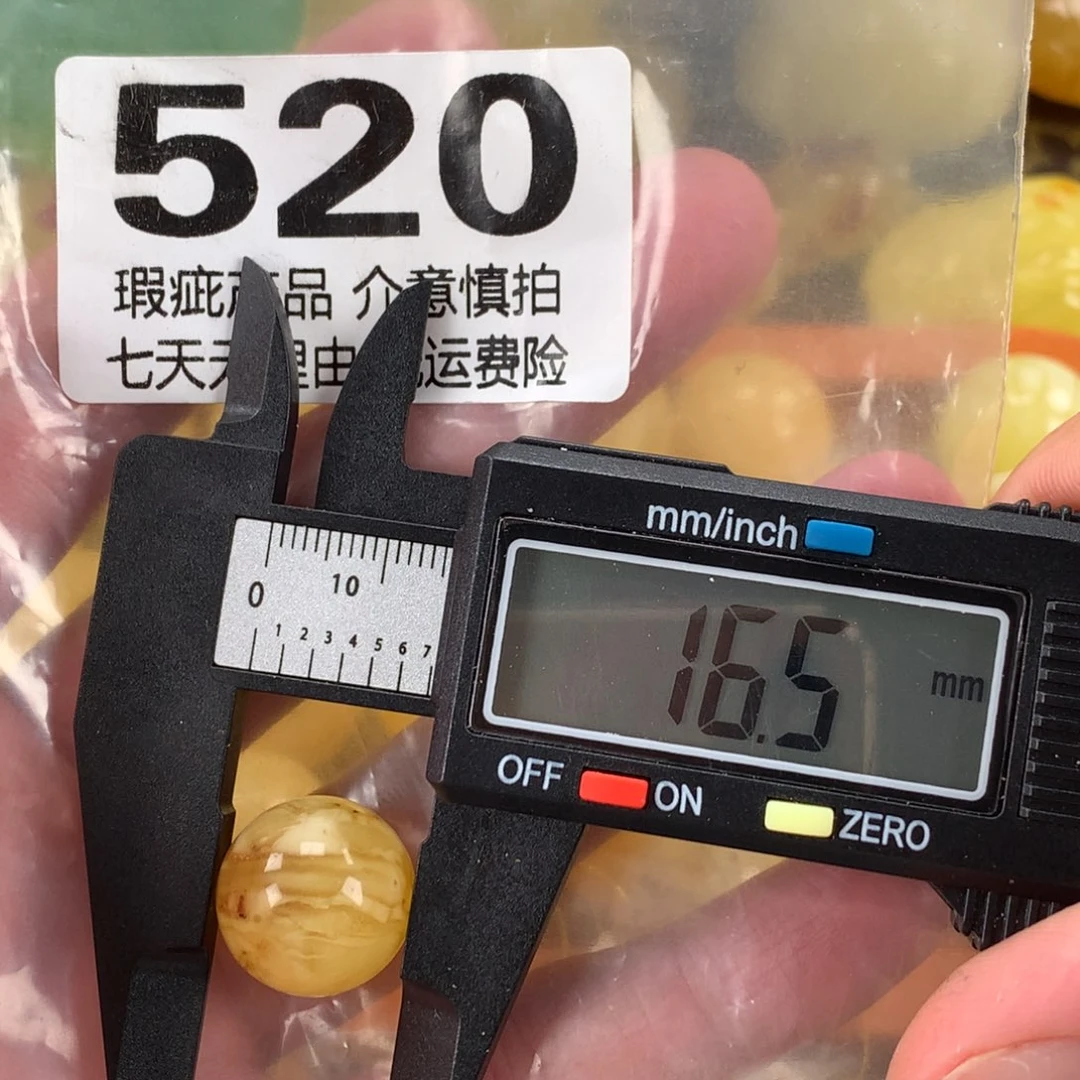 520
瑕疵产品 介意慎拍
七天无理由 运费险
mm/inch
0 10
1 2 3 4 5 6 7
16.5 mm
OFF ON ZERO